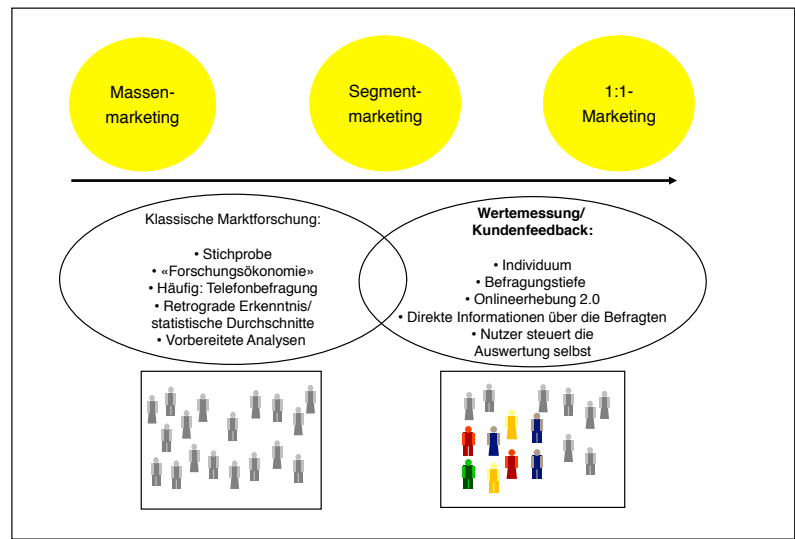 Massen-
marketing
Segment-
marketing
1:1-
Marketing
Klassische Marktforschung:
• Stichprobe
• «Forschungsökonomie»
• Häufig: Telefonbefragung
• Retrograde Erkenntnis/
statistische Durchschnitte
• Vorbereitete Analysen
Wertemessung/
Kundenfeedback:
• Individuum
• Befragungstiefe
• Onlineerhebung 2.0
• Direkte Informationen über die Befragten
• Nutzer steuert die
Auswertung selbst